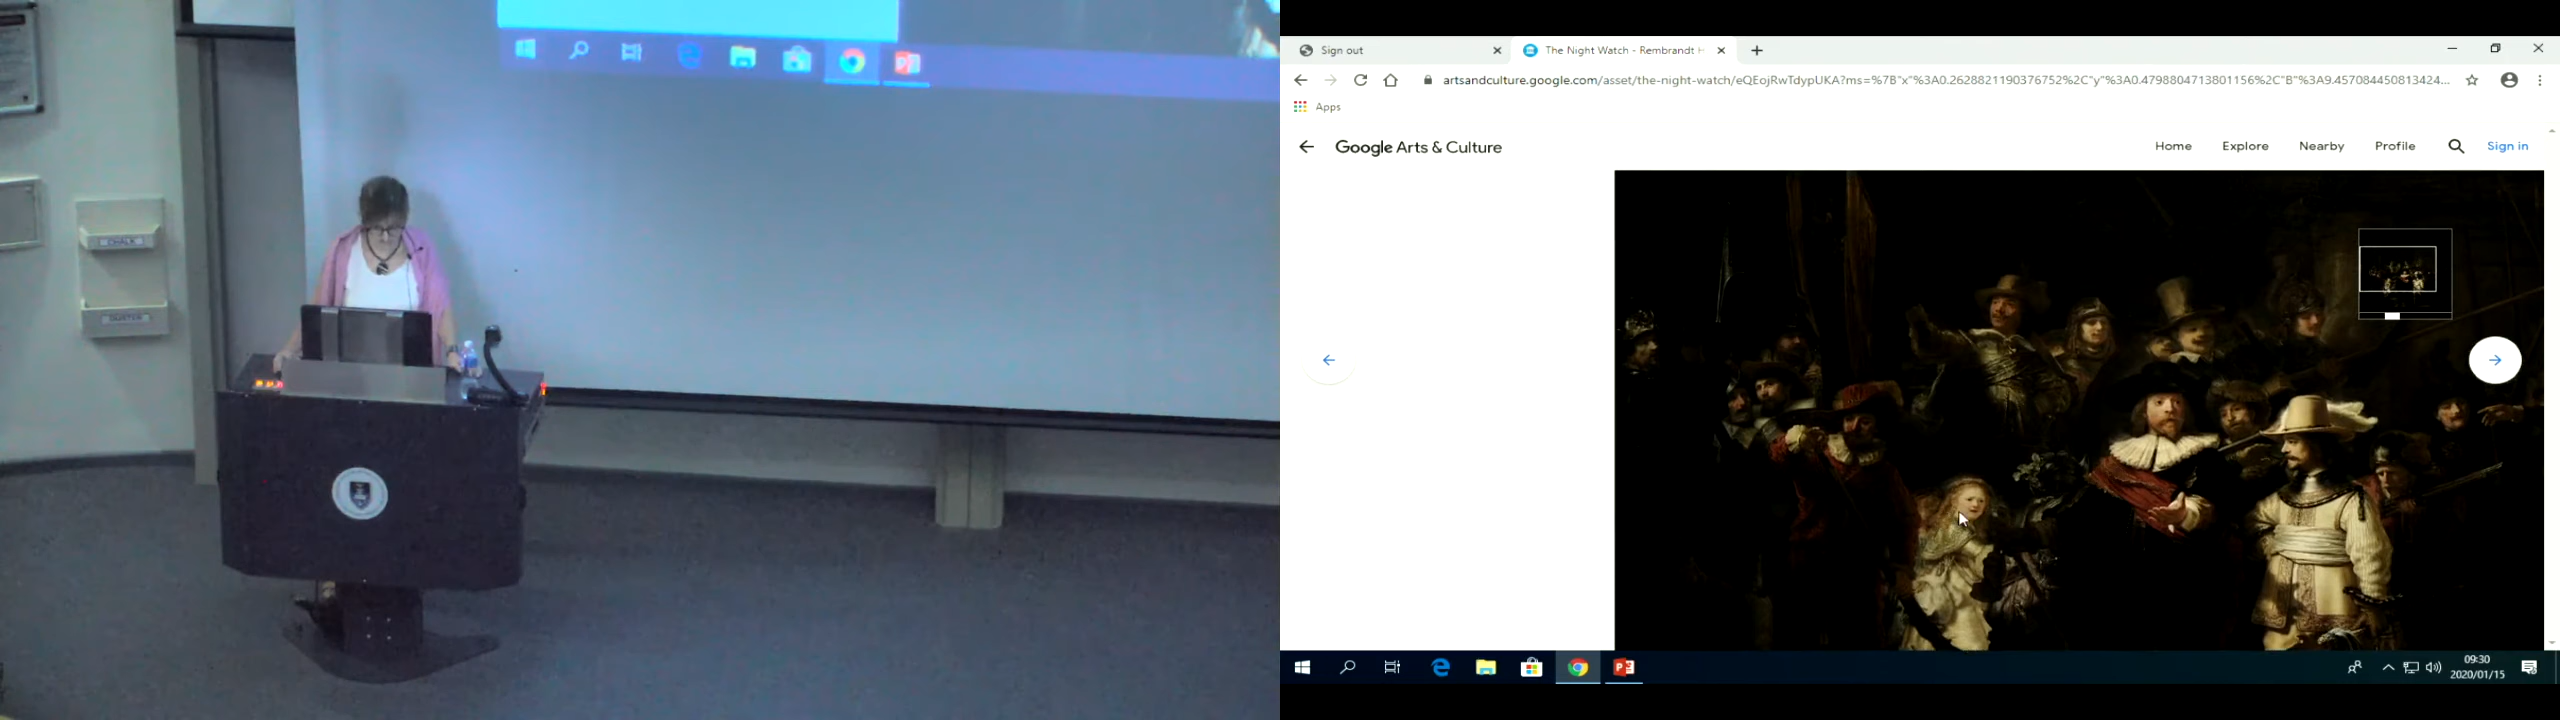 CHALK
DUSTER
Sign out
The Night Watch - Rembrandt H
artsandculture.google.com/asset/the-night-watch/eQEojRwTdypUKA?ms=%7B"x"%3A0.2628821190376752%2C"y"%3A0.4798804713801156%2C"B"%3A9.457084450813424...
Apps
Google Arts & Culture
Home Explore Nearby Profile Sign in
09:30
2020/01/15